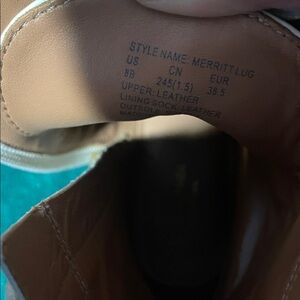 STYLE NAME: MERRITT LUG
US CN EUR
8B 245(1.5) 38.5
UPPER: LEATHER
LINING SOCK: LEATHER